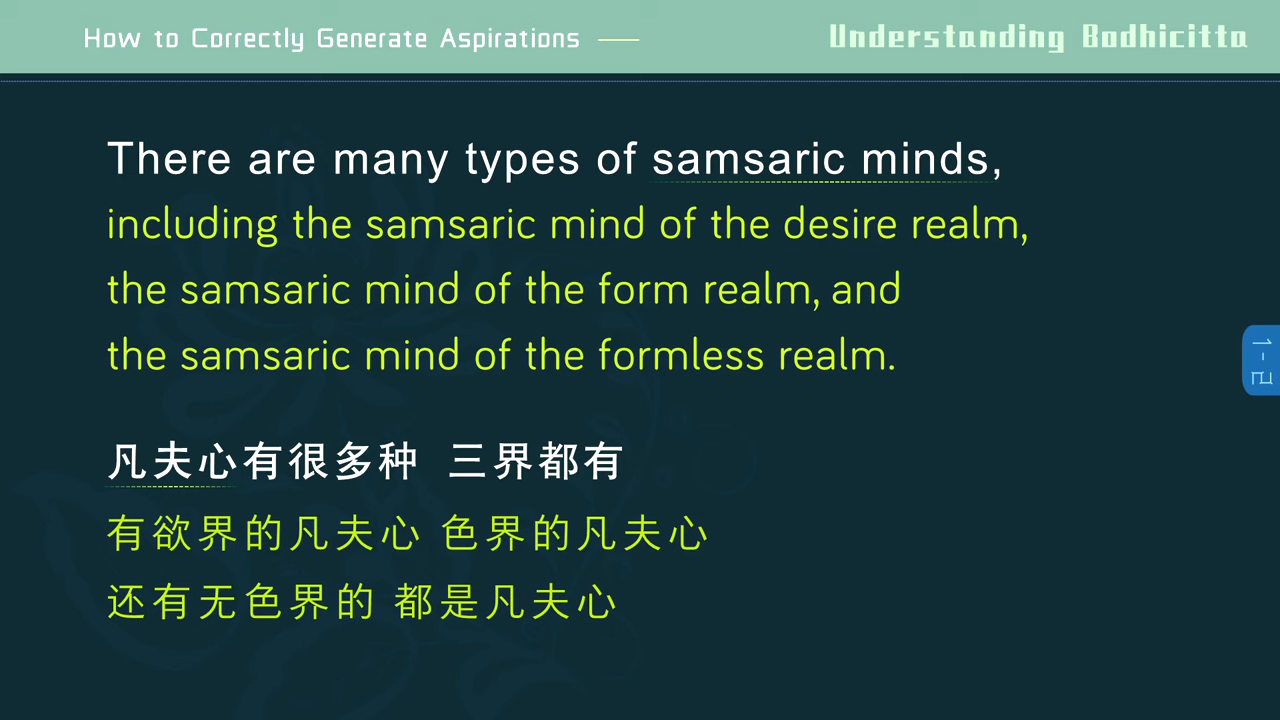 How to Correctly Generate Aspirations
Understanding Bodhicitta
There are many types of samsaric minds,
including the samsaric mind of the desire realm,
the samsaric mind of the form realm, and
the samsaric mind of the formless realm.
凡夫心有很多种 三界都有
有欲界的凡夫心 色界的凡夫心
还有无色界的 都是凡夫心